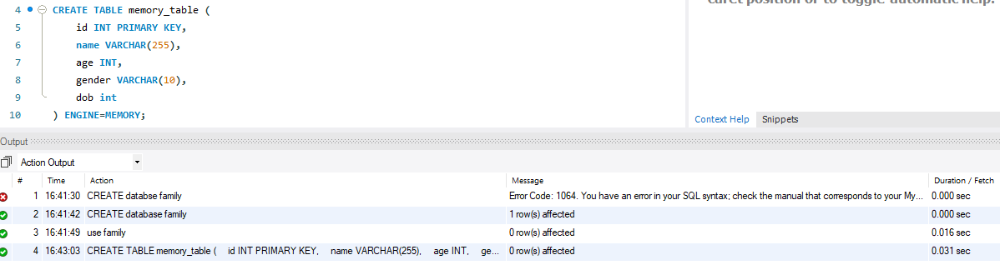 caret position or to toggle automatic help.
4 CREATE TABLE memory_table (
5 id INT PRIMARY KEY,
6 name VARCHAR(255),
7 age INT,
8 gender VARCHAR(10),
9 dob int
10 ) ENGINE=MEMORY;
Context Help Snippets
Output
Action Output
# Time Action Message Duration / Fetch
1 16:41:30 CREATE databse family Error Code: 1064. You have an error in your SQL syntax; check the manual that corresponds to your My... 0.000 sec
2 16:41:42 CREATE database family 1 row(s) affected 0.000 sec
3 16:41:49 use family 0 row(s) affected 0.016 sec
4 16:43:03 CREATE TABLE memory_table ( id INT PRIMARY KEY, name VARCHAR(255), age INT, ge... 0 row(s) affected 0.031 sec